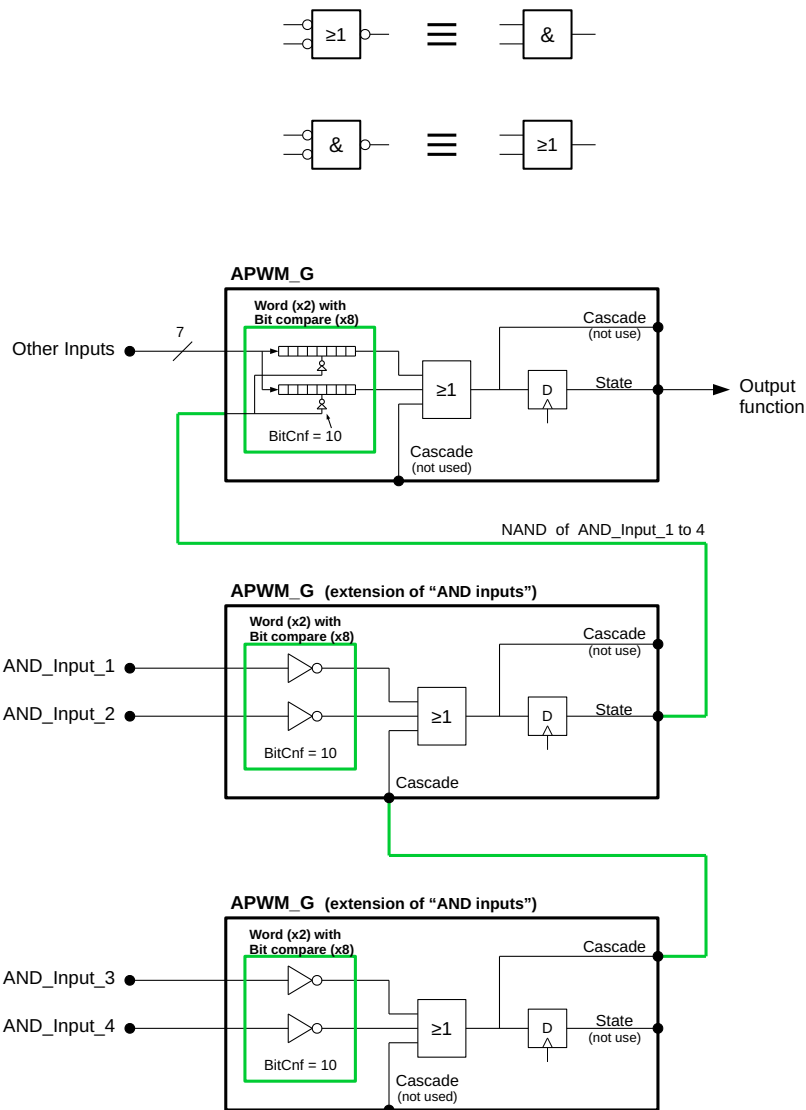 ≥1
&
&
≥1
APWM_G
Word (x2) with
Bit compare (x8)
Cascade
(not use)
7
Other Inputs
≥1
D
State
Output
function
BitCnf = 10
Cascade
(not used)
NAND of AND_Input_1 to 4
APWM_G (extension of “AND inputs”)
Word (x2) with
Bit compare (x8)
Cascade
(not use)
AND_Input_1
AND_Input_2
≥1
D
State
BitCnf = 10
Cascade
APWM_G (extension of “AND inputs”)
Word (x2) with
Bit compare (x8)
Cascade
AND_Input_3
AND_Input_4
≥1
D
State
(not use)
BitCnf = 10
Cascade
(not used)